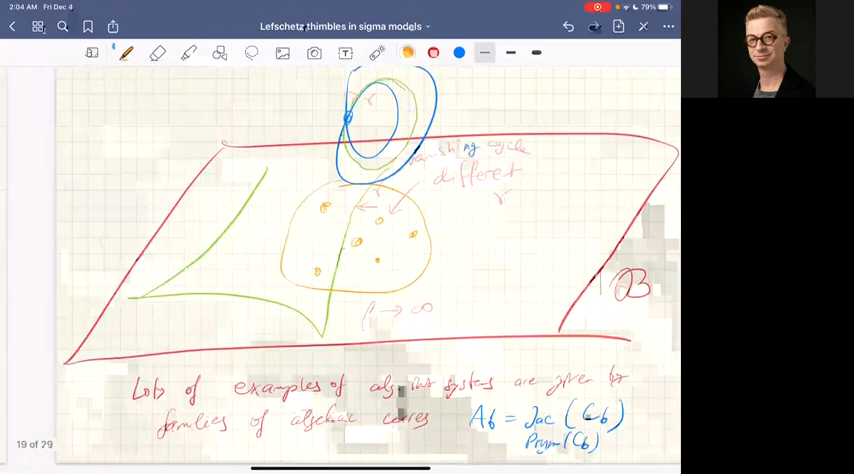 2:04 AM Fri Dec 4
79%
Lefschetz thimbles in sigma models
γ
vanishing cycle
different
γ
γ
β → ∞
B
Lots of examples of alg. int systems are given by
families of algebraic curves
A_b = Jac (C_b)
Prym (C_b)
19 of 29